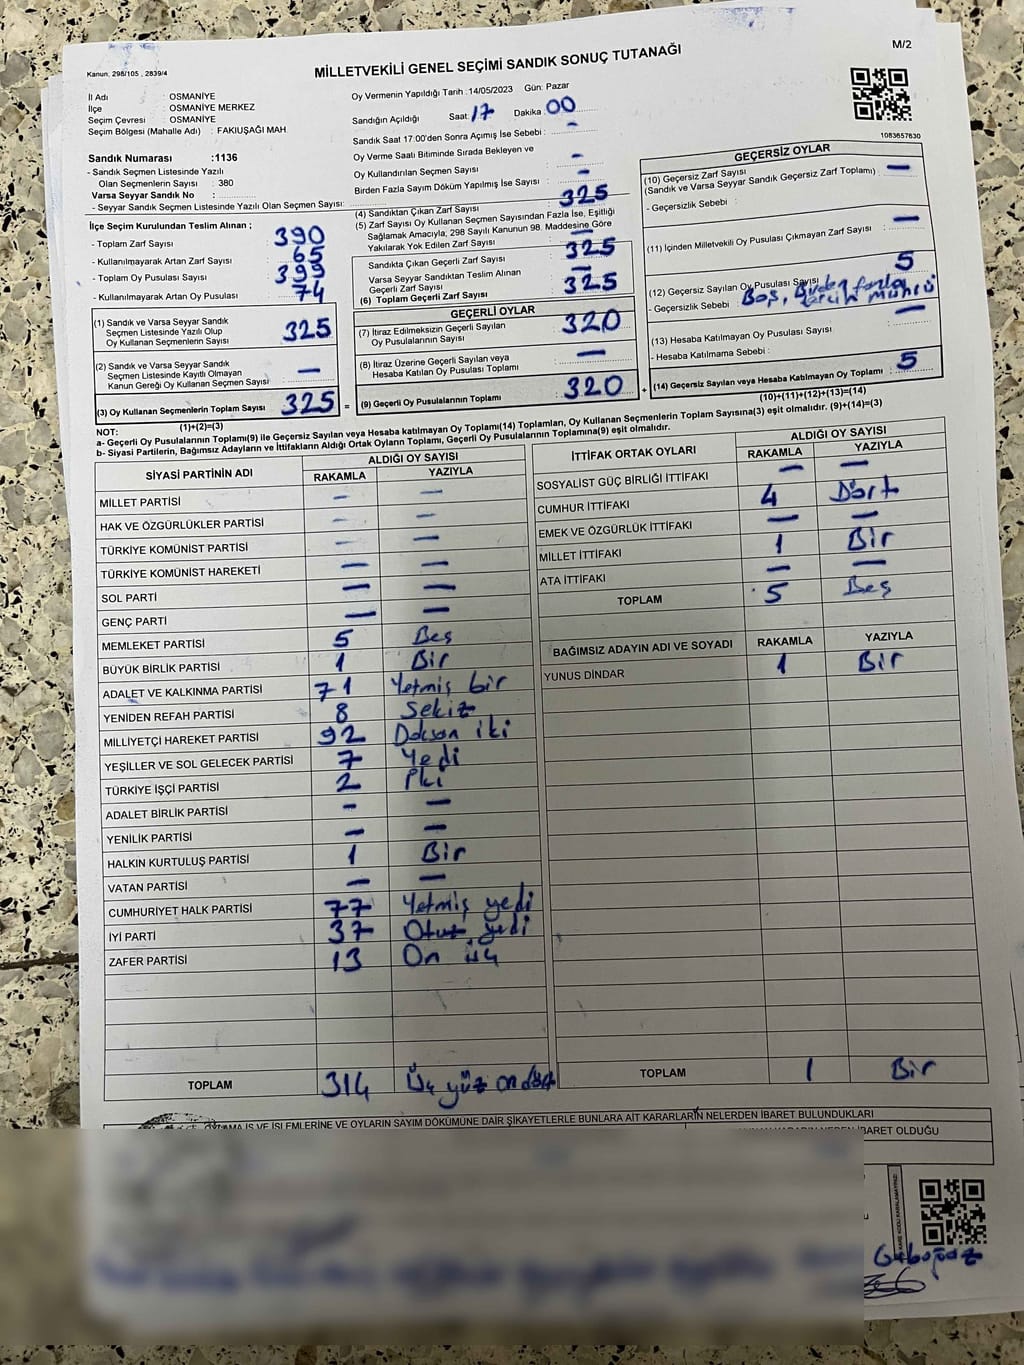 M/2
Kanun, 298/105 , 2839/4
MİLLETVEKİLİ GENEL SEÇİMİ SANDIK SONUÇ TUTANAĞI
İl Adı OSMANİYE
İlçe OSMANİYE MERKEZ
Seçim Çevresi OSMANİYE
Seçim Bölgesi (Mahalle Adı) : FAKIUŞAĞI MAH.
Sandık Numarası :1136
- Sandık Seçmen Listesinde Yazılı
Olan Seçmenlerin Sayısı : 380
Varsa Seyyar Sandık No :
- Seyyar Sandık Seçmen Listesinde Yazılı Olan Seçmen Sayısı:
Oy Vermenin Yapıldığı Tarih :14/05/2023 Gün: Pazar
Sandığın Açıldığı Saat: 17 Dakika: 00
Sandık Saat 17:00'den Sonra Açımış İse Sebebi : -
Oy Verme Saati Bitiminde Sırada Bekleyen ve
Oy Kullandırılan Seçmen Sayısı : -
Birden Fazla Sayım Döküm Yapılmış İse Sayısı : -
1083657630
İlçe Seçim Kurulundan Teslim Alınan ;
- Toplam Zarf Sayısı : 390
- Kullanılmayarak Artan Zarf Sayısı : 65
- Toplam Oy Pusulası Sayısı : 399
- Kullanılmayarak Artan Oy Pusulası : 74
(1) Sandık ve Varsa Seyyar Sandık
Seçmen Listesinde Yazılı Olup
Oy Kullanan Seçmenlerin Sayısı : 325
(2) Sandık ve Varsa Seyyar Sandık
Seçmen Listesinde Kayıtlı Olmayan
Kanun Gereği Oy Kullanan Seçmen Sayısı : -
(3) Oy Kullanan Seçmenlerin Toplam Sayısı : 325 =
(1)+(2)=(3)
(4) Sandıktan Çıkan Zarf Sayısı : 325
(5) Zarf Sayısı Oy Kullanan Seçmen Sayısından Fazla İse, Eşitliği
Sağlamak Amacıyla, 298 Sayılı Kanunun 98. Maddesine Göre
Yakılarak Yok Edilen Zarf Sayısı : -
Sandıkta Çıkan Geçerli Zarf Sayısı : 325
Varsa Seyyar Sandıktan Teslim Alınan
Geçerli Zarf Sayısı : -
(6) Toplam Geçerli Zarf Sayısı : 325
GEÇERLİ OYLAR
(7) İtiraz Edilmeksizin Geçerli Sayılan
Oy Pusulalarının Sayısı : 320
(8) İtiraz Üzerine Geçerli Sayılan veya
Hesaba Katılan Oy Pusulası Toplamı : -
(9) Geçerli Oy Pusulalarının Toplamı : 320 +
GEÇERSİZ OYLAR
(10) Geçersiz Zarf Sayısı : -
(Sandık ve Varsa Seyyar Sandık Geçersiz Zarf Toplamı)
- Geçersizlik Sebebi :
(11) İçinden Milletvekili Oy Pusulası Çıkmayan Zarf Sayısı : -
(12) Geçersiz Sayılan Oy Pusulası Sayısı : 5
- Geçersizlik Sebebi : Boş, Birden fazla
tercih mührü
(13) Hesaba Katılmayan Oy Pusulası Sayısı : -
- Hesaba Katılmama Sebebi :
(14) Geçersiz Sayılan veya Hesaba Katılmayan Oy Toplamı : 5
(10)+(11)+(12)+(13)=(14)
NOT:
a- Geçerli Oy Pusulalarının Toplamı(9) ile Geçersiz Sayılan veya Hesaba katılmayan Oy Toplamı(14) Toplamları, Oy Kullanan Seçmenlerin Toplam Sayısına(3) eşit olmalıdır. (9)+(14)=(3)
b- Siyasi Partilerin, Bağımsız Adayların ve İttifakların Aldığı Ortak Oyların Toplamı, Geçerli Oy Pusulalarının Toplamına(9) eşit olmalıdır.
SİYASİ PARTİNİN ADI ALDIĞI OY SAYISI
RAKAMLA YAZIYLA
MİLLET PARTİSİ - -
HAK VE ÖZGÜRLÜKLER PARTİSİ - -
TÜRKİYE KOMÜNİST PARTİSİ - -
TÜRKİYE KOMÜNİST HAREKETİ - -
SOL PARTİ - -
GENÇ PARTİ - -
MEMLEKET PARTİSİ 5 Beş
BÜYÜK BİRLİK PARTİSİ 1 Bir
ADALET VE KALKINMA PARTİSİ 71 Yetmiş bir
YENİDEN REFAH PARTİSİ 8 Sekiz
MİLLİYETÇİ HAREKET PARTİSİ 92 Doksan iki
YEŞİLLER VE SOL GELECEK PARTİSİ 7 Yedi
TÜRKİYE İŞÇİ PARTİSİ 2 İki
ADALET BİRLİK PARTİSİ - -
YENİLİK PARTİSİ - -
HALKIN KURTULUŞ PARTİSİ 1 Bir
VATAN PARTİSİ - -
CUMHURİYET HALK PARTİSİ 77 Yetmiş yedi
İYİ PARTİ 37 Otuz yedi
ZAFER PARTİSİ 13 On üç
TOPLAM 314 Üç yüz on dört
İTTİFAK ORTAK OYLARI ALDIĞI OY SAYISI
RAKAMLA YAZIYLA
SOSYALİST GÜÇ BİRLİĞİ İTTİFAKI - -
CUMHUR İTTİFAKI 4 Dört
EMEK VE ÖZGÜRLÜK İTTİFAKI - -
MİLLET İTTİFAKI 1 Bir
ATA İTTİFAKI - -
TOPLAM 5 Beş
BAĞIMSIZ ADAYIN ADI VE SOYADI RAKAMLA YAZIYLA
YUNUS DİNDAR 1 Bir
TOPLAM 1 Bir
İŞ VE İŞLEMLERİNE VE OYLARIN SAYIM DÖKÜMÜNE DAİR ŞİKAYETLERLE BUNLARA AİT KARARLARIN NELERDEN İBARET BULUNDUKLARI
İBARET OLDUĞU